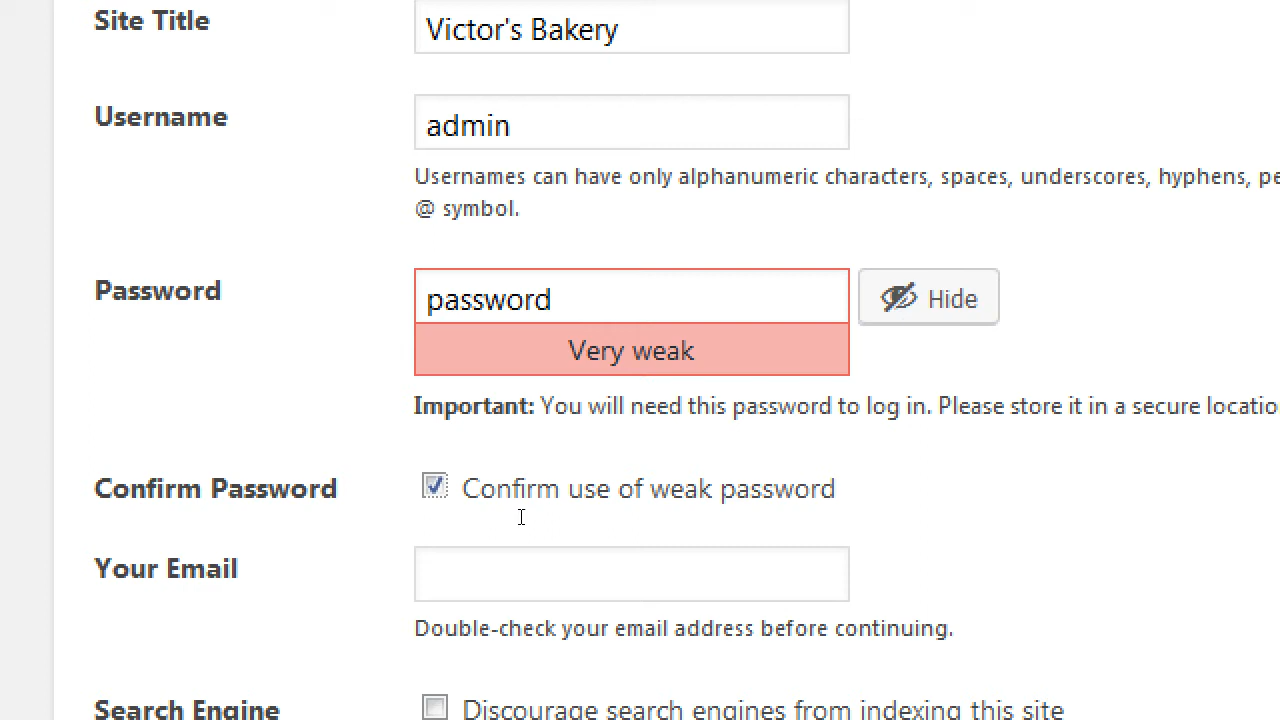 Site Title
Victor's Bakery
Username
admin
Usernames can have only alphanumeric characters, spaces, underscores, hyphens, pe
@ symbol.
Password
password
Hide
Very weak
Important: You will need this password to log in. Please store it in a secure locatio
Confirm Password
Confirm use of weak password
Your Email
Double-check your email address before continuing.
Search Engine
Discourage search engines from indexing this site